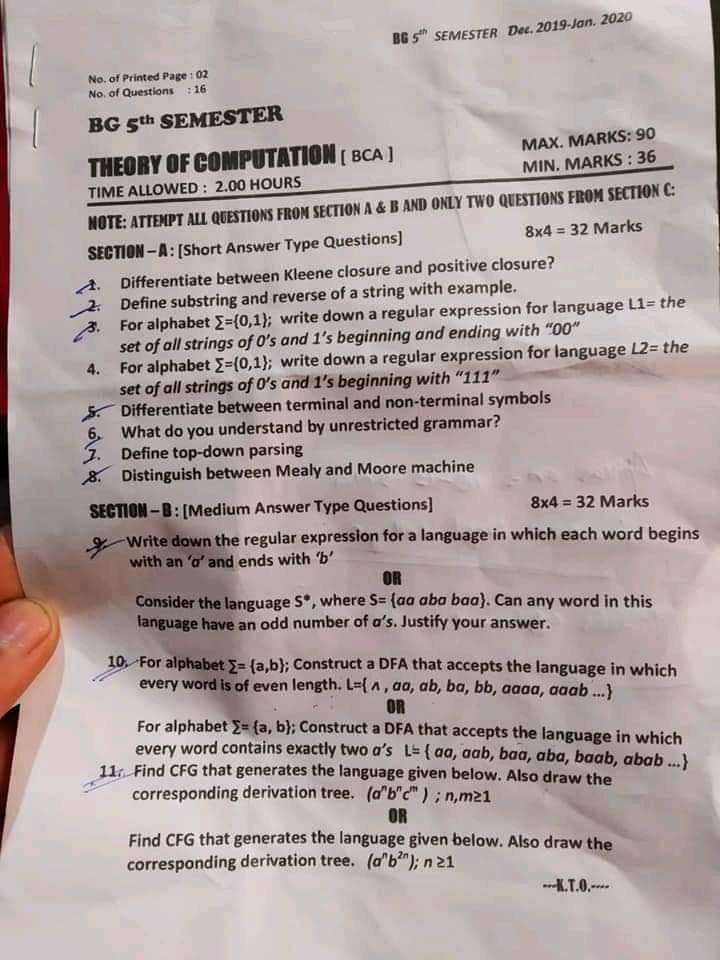 BG 5th SEMESTER Dec. 2019-Jan. 2020
No. of Printed Page : 02
No. of Questions : 16
BG 5th SEMESTER
THEORY OF COMPUTATION [ BCA ]
MAX. MARKS: 90
TIME ALLOWED : 2.00 HOURS
MIN. MARKS : 36
NOTE: ATTEMPT ALL QUESTIONS FROM SECTION A & B AND ONLY TWO QUESTIONS FROM SECTION C:
SECTION – A : [Short Answer Type Questions] 8x4 = 32 Marks
1. Differentiate between Kleene closure and positive closure?
2. Define substring and reverse of a string with example.
3. For alphabet ∑={0,1}; write down a regular expression for language L1= the
set of all strings of 0's and 1's beginning and ending with "00"
4. For alphabet ∑={0,1}; write down a regular expression for language L2= the
set of all strings of 0's and 1's beginning with "111"
5. Differentiate between terminal and non-terminal symbols
6. What do you understand by unrestricted grammar?
7. Define top-down parsing
8. Distinguish between Mealy and Moore machine
SECTION – B : [Medium Answer Type Questions] 8x4 = 32 Marks
9. Write down the regular expression for a language in which each word begins
with an 'a' and ends with 'b'
OR
Consider the language S*, where S= {aa aba baa}. Can any word in this
language have an odd number of a's. Justify your answer.
10. For alphabet ∑= {a,b}; Construct a DFA that accepts the language in which
every word is of even length. L={ ∧ , aa, ab, ba, bb, aaaa, aaab ...}
OR
For alphabet ∑= {a, b}; Construct a DFA that accepts the language in which
every word contains exactly two a's L= { aa, aab, baa, aba, baab, abab ...}
11. Find CFG that generates the language given below. Also draw the
corresponding derivation tree. (aⁿbⁿcᵐ ) ; n,m≥1
OR
Find CFG that generates the language given below. Also draw the
corresponding derivation tree. (aⁿb²ⁿ); n ≥1
---K.T.O.----